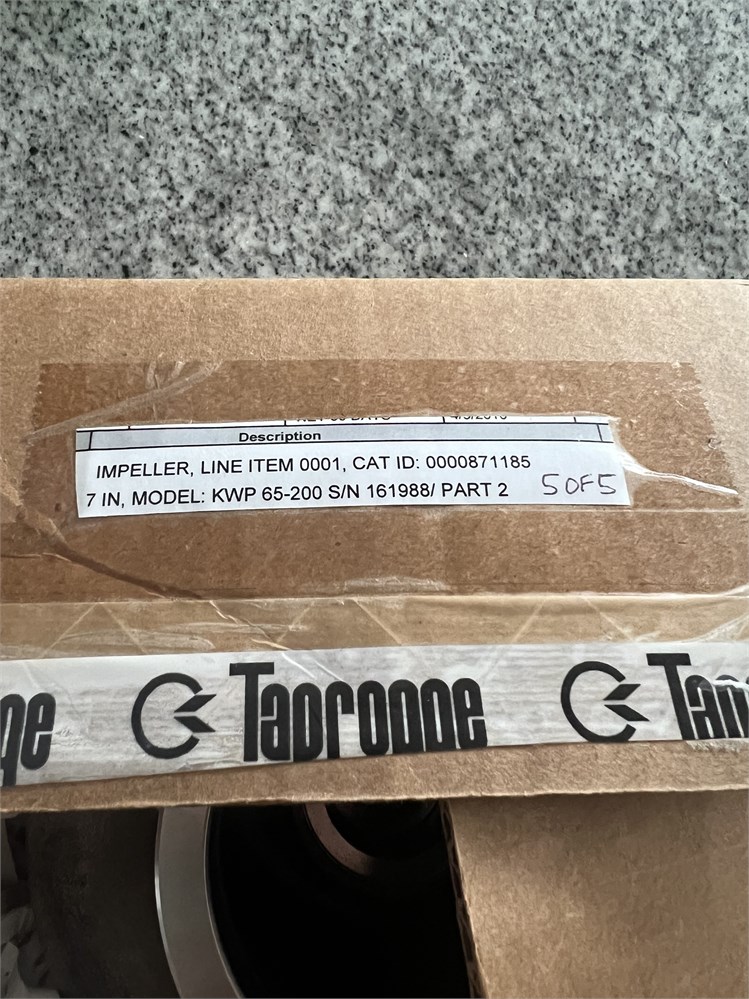 Description
IMPELLER, LINE ITEM 0001, CAT ID: 0000871185
7 IN, MODEL: KWP 65-200 S/N 161988/ PART 2
5 OF 5
Taoronoe